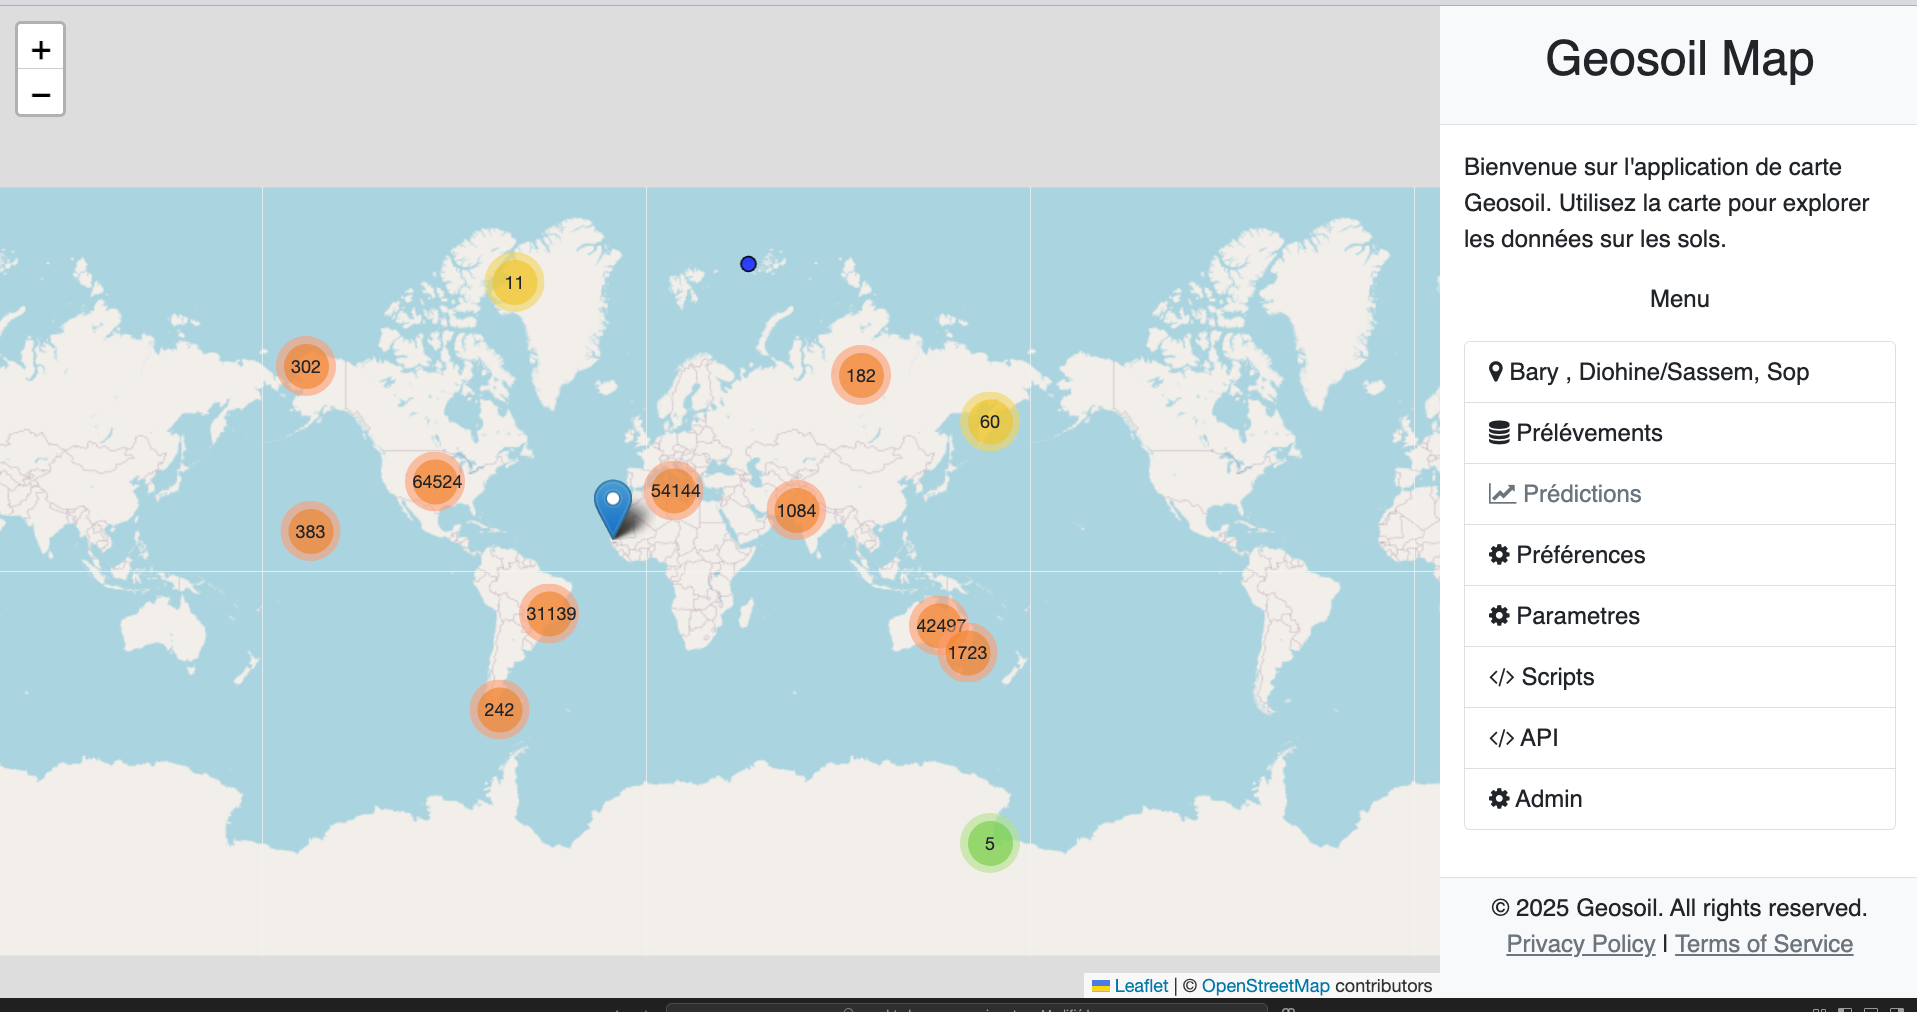 +
−
11
302
182
60
64524
54144
1084
383
31139
42497
1723
242
5
Leaflet | © OpenStreetMap contributors
Geosoil Map
Bienvenue sur l'application de carte
Geosoil. Utilisez la carte pour explorer
les données sur les sols.
Menu
Bary , Diohine/Sassem, Sop
Prélévements
Prédictions
Préférences
Parametres
</> Scripts
</> API
Admin
© 2025 Geosoil. All rights reserved.
Privacy Policy | Terms of Service